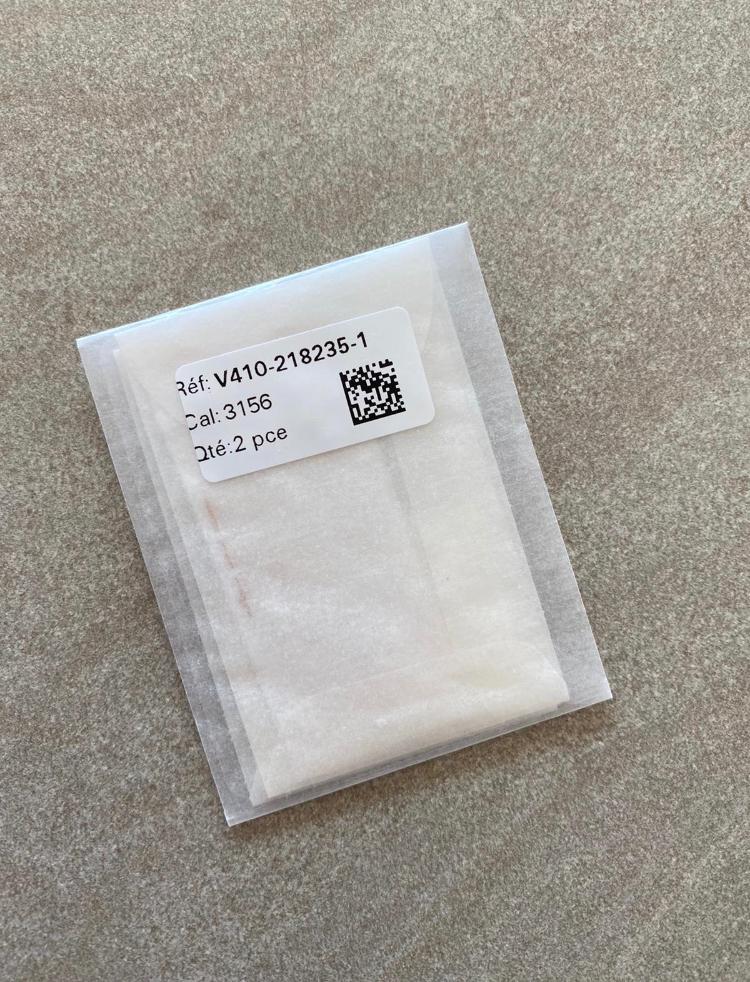 Réf: V410-218235-1
Cal: 3156
Qté: 2 pce